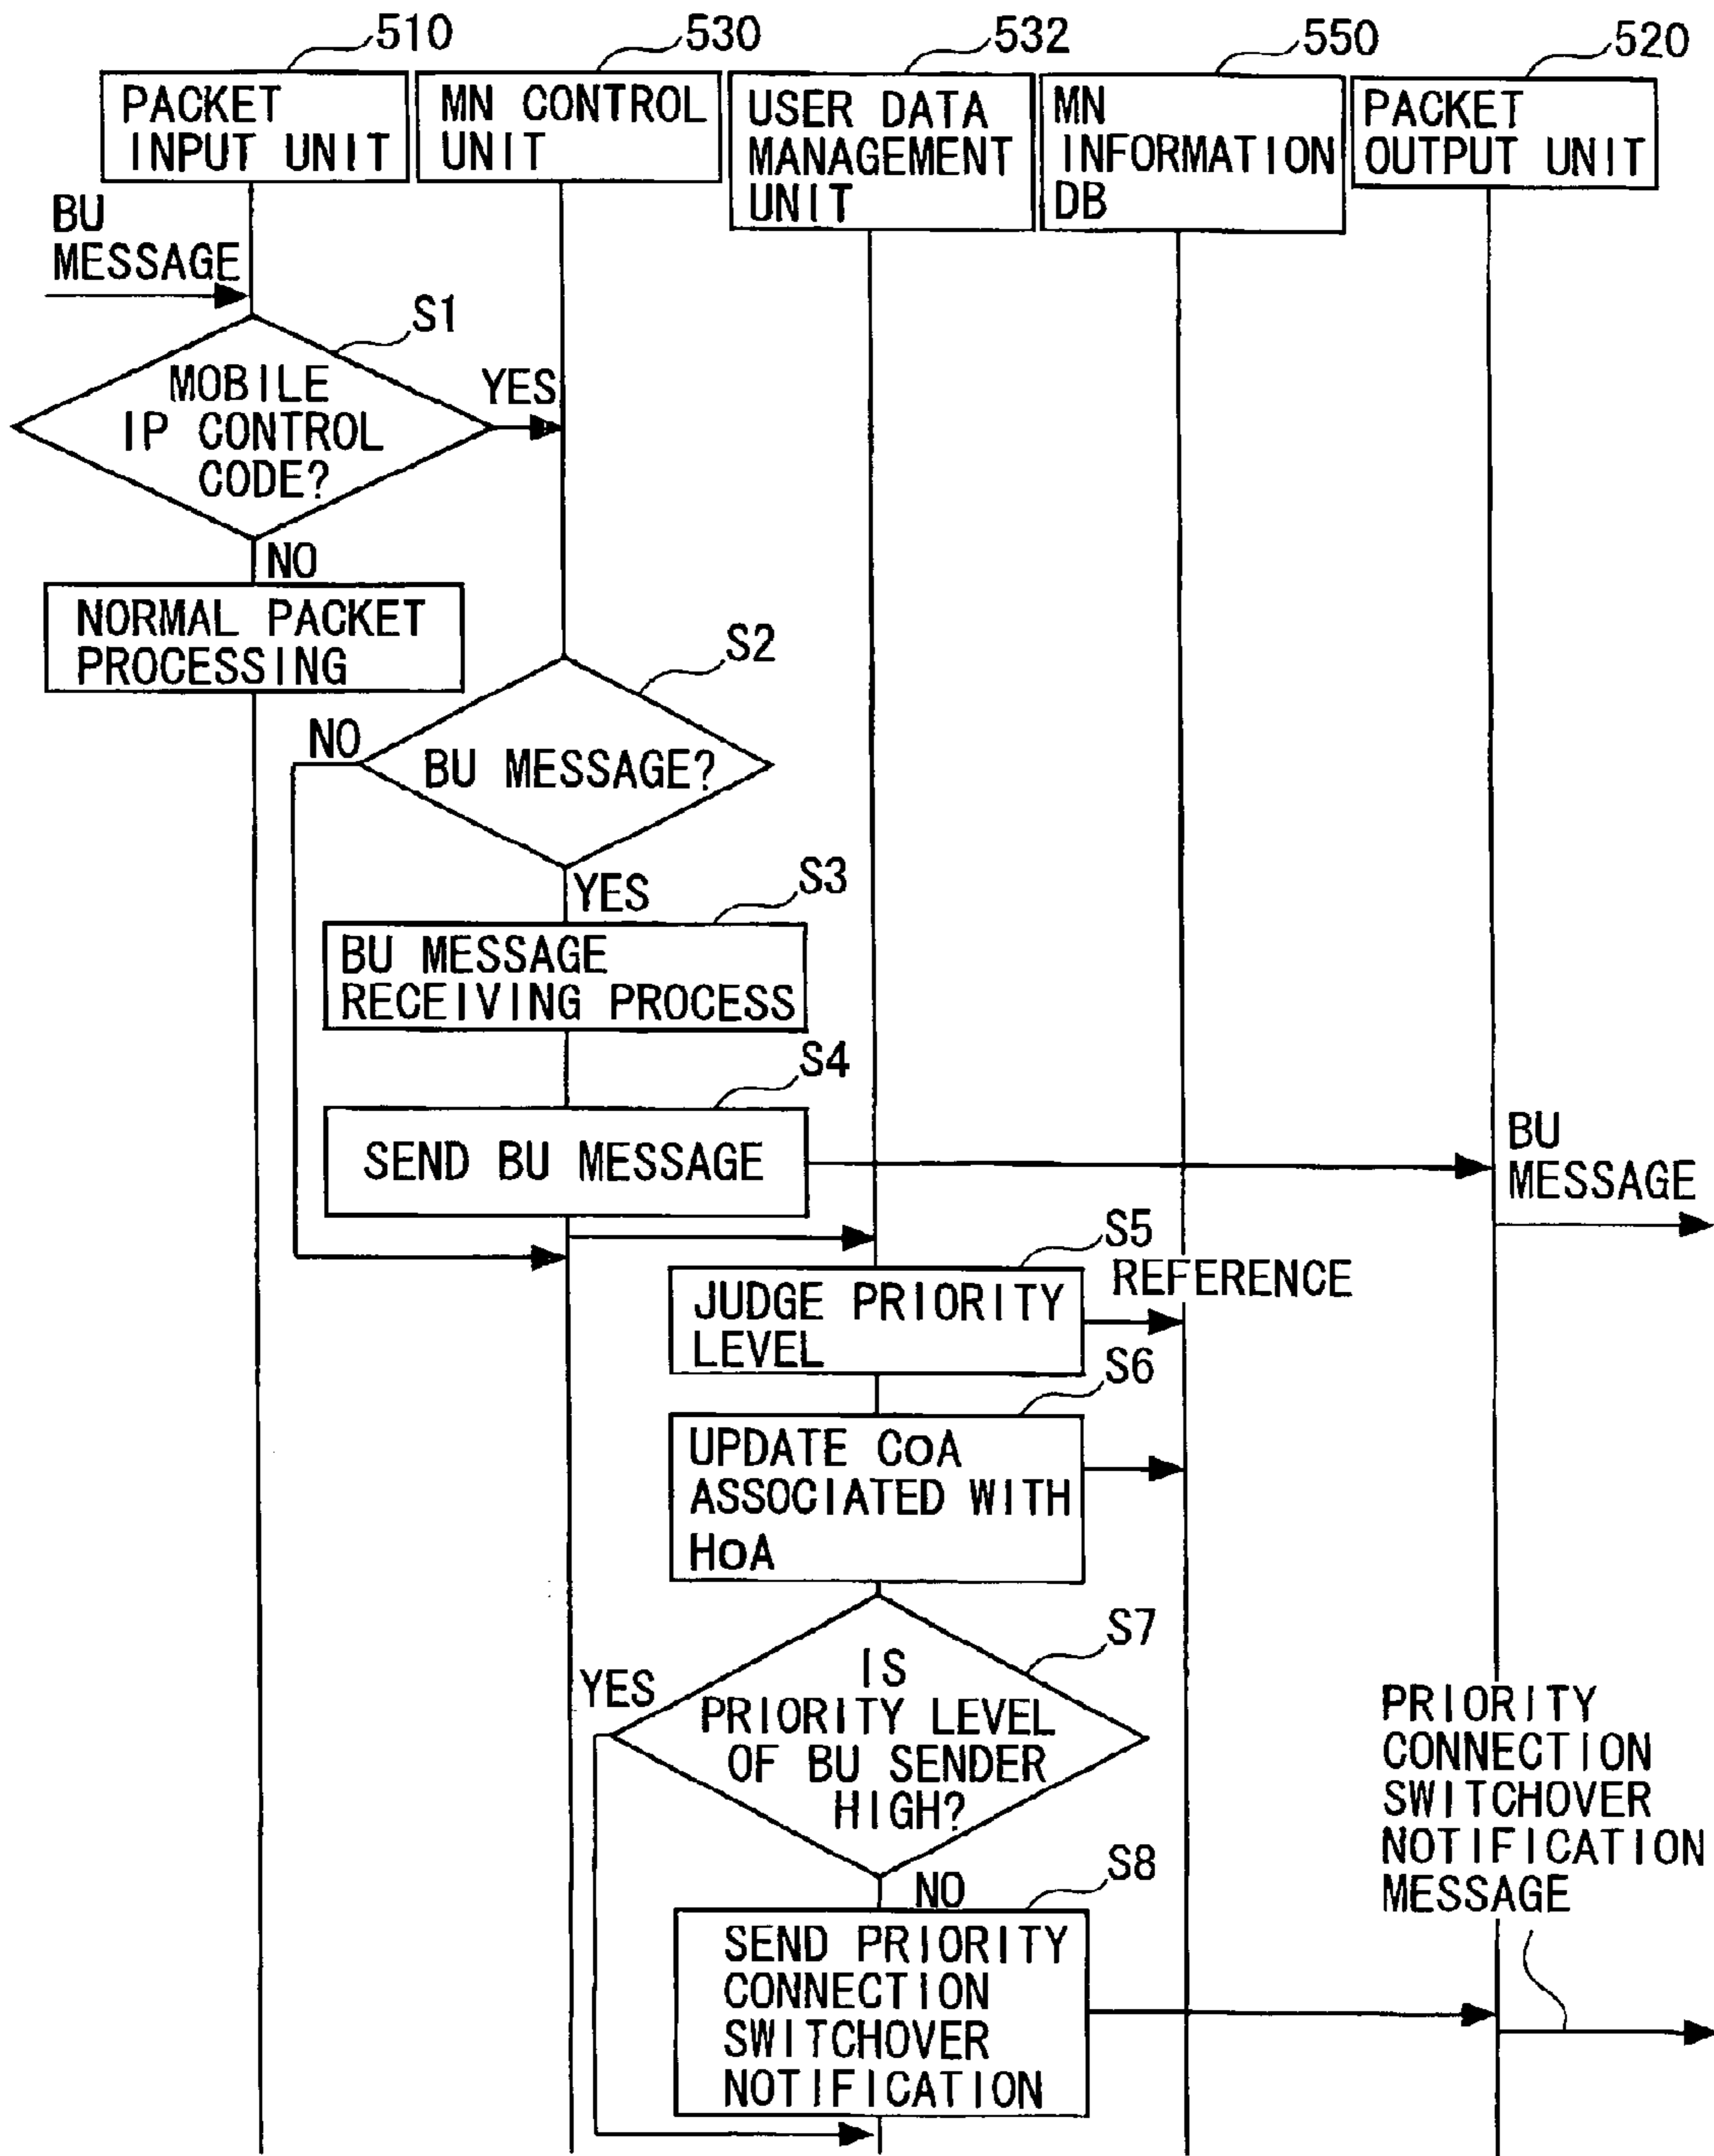 510
530
532
550
520
PACKET
INPUT UNIT
MN CONTROL
UNIT
USER DATA
MANAGEMENT
UNIT
MN
INFORMATION
DB
PACKET
OUTPUT UNIT
BU
MESSAGE
S1
MOBILE
IP CONTROL
CODE?
YES
NO
NORMAL PACKET
PROCESSING
S2
NO
BU MESSAGE?
YES
S3
BU MESSAGE
RECEIVING PROCESS
S4
SEND BU MESSAGE
BU
MESSAGE
S5
REFERENCE
JUDGE PRIORITY
LEVEL
S6
UPDATE CoA
ASSOCIATED WITH
HoA
S7
YES
IS
PRIORITY LEVEL
OF BU SENDER
HIGH?
NO
S8
SEND PRIORITY
CONNECTION
SWITCHOVER
NOTIFICATION
PRIORITY
CONNECTION
SWITCHOVER
NOTIFICATION
MESSAGE